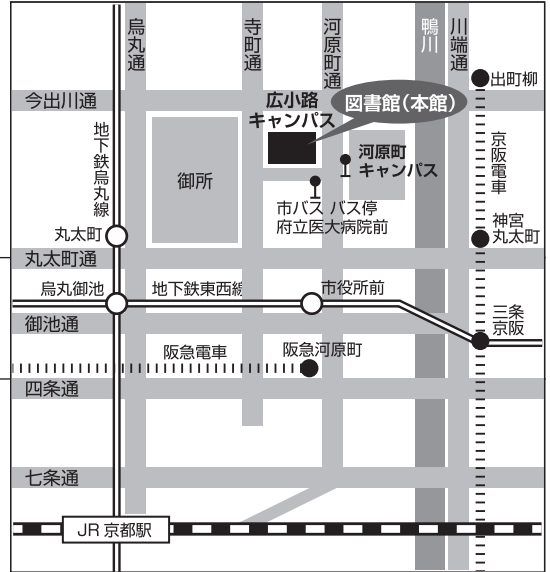 烏丸通
寺町通
河原町通
鴨川
川端通
出町柳
今出川通
広小路
キャンパス
図書館(本館)
地下鉄烏丸線
京阪電車
河原町
キャンパス
御所
市バス バス停
府立医大病院前
神宮
丸太町
丸太町
丸太町通
烏丸御池
地下鉄東西線
市役所前
三条
京阪
御池通
阪急電車
阪急河原町
四条通
七条通
JR 京都駅